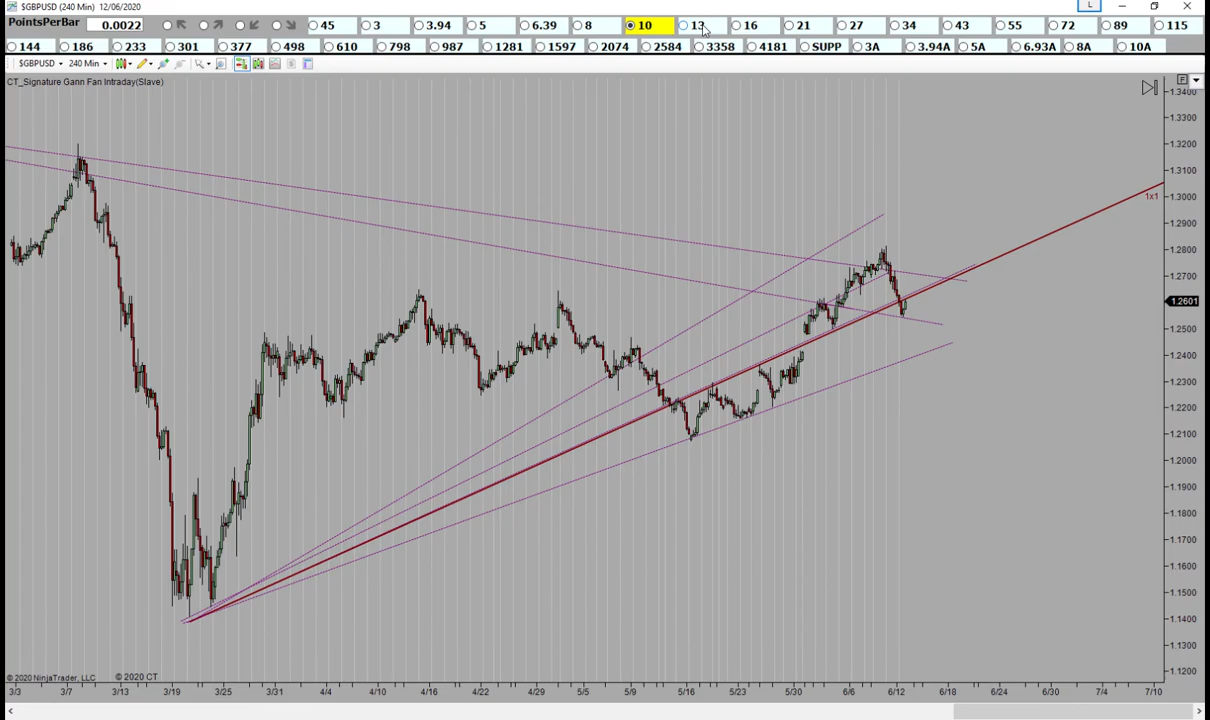 $GBPUSD (240 Min) 12/06/2020
L
PointsPerBar 0.0022 45 3 3.94 5 6.39 8 10 13 16 21 27 34 43 55 72 89 115
144 186 233 301 377 498 610 798 987 1281 1597 2074 2584 3358 4181 SUPP 3A 3.94A 5A 6.93A 8A 10A
$GBPUSD 240 Min
CT_Signature Gann Fan Intraday(Slave)
F
1.3400
1.3300
1.3200
1.3100
1.3000
1x1
1.2900
1.2800
1.2700
1.2601
1.2500
1.2400
1.2300
1.2200
1.2100
1.2000
1.1900
1.1800
1.1700
1.1600
1.1500
1.1400
1.1300
1.1200
© 2020 NinjaTrader, LLC © 2020 CT
3/3 3/7 3/13 3/19 3/25 3/31 4/4 4/10 4/16 4/22 4/29 5/5 5/9 5/16 5/23 5/30 6/6 6/12 6/18 6/24 6/30 7/4 7/10